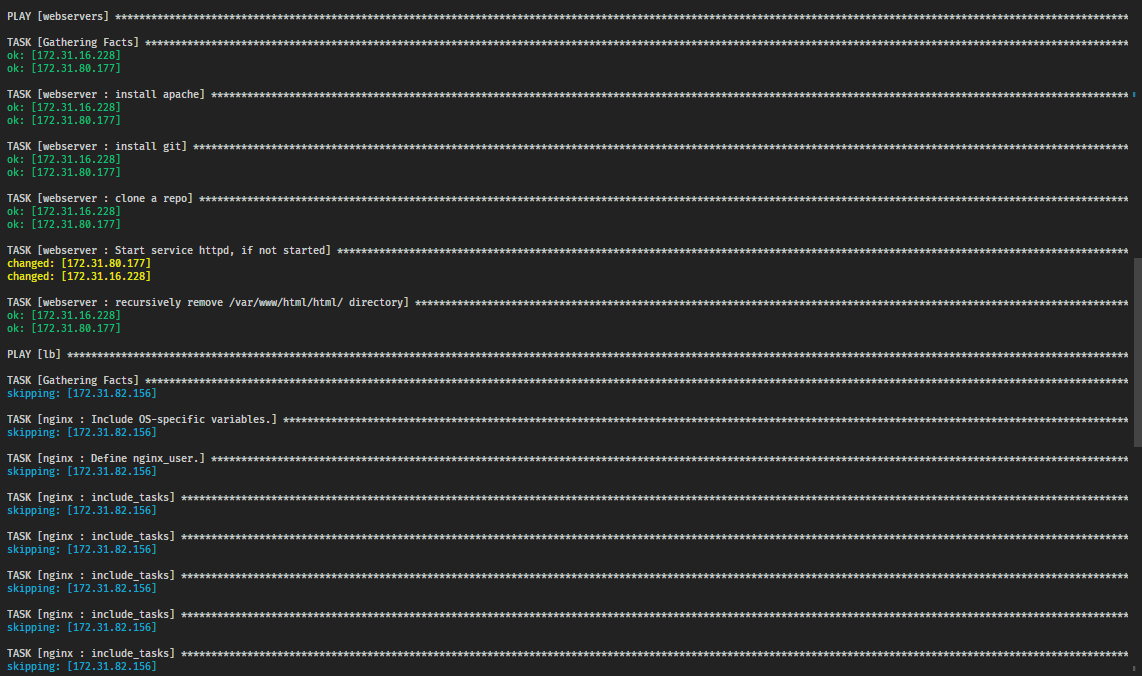 PLAY [webservers] ****************************************************************************************************************************************************************************
TASK [Gathering Facts] ***********************************************************************************************************************************************************************
ok: [172.31.16.228]
ok: [172.31.80.177]
TASK [webserver : install apache] ************************************************************************************************************************************************************
ok: [172.31.16.228]
ok: [172.31.80.177]
TASK [webserver : install git] ***************************************************************************************************************************************************************
ok: [172.31.16.228]
ok: [172.31.80.177]
TASK [webserver : clone a repo] **************************************************************************************************************************************************************
ok: [172.31.16.228]
ok: [172.31.80.177]
TASK [webserver : Start service httpd, if not started] ***************************************************************************************************************************************
changed: [172.31.80.177]
changed: [172.31.16.228]
TASK [webserver : recursively remove /var/www/html/html/ directory] **************************************************************************************************************************
ok: [172.31.16.228]
ok: [172.31.80.177]
PLAY [lb] ************************************************************************************************************************************************************************************
TASK [Gathering Facts] ***********************************************************************************************************************************************************************
skipping: [172.31.82.156]
TASK [nginx : Include OS-specific variables.] ************************************************************************************************************************************************
skipping: [172.31.82.156]
TASK [nginx : Define nginx_user.] ************************************************************************************************************************************************************
skipping: [172.31.82.156]
TASK [nginx : include_tasks] *****************************************************************************************************************************************************************
skipping: [172.31.82.156]
TASK [nginx : include_tasks] *****************************************************************************************************************************************************************
skipping: [172.31.82.156]
TASK [nginx : include_tasks] *****************************************************************************************************************************************************************
skipping: [172.31.82.156]
TASK [nginx : include_tasks] *****************************************************************************************************************************************************************
skipping: [172.31.82.156]
TASK [nginx : include_tasks] *****************************************************************************************************************************************************************
skipping: [172.31.82.156]